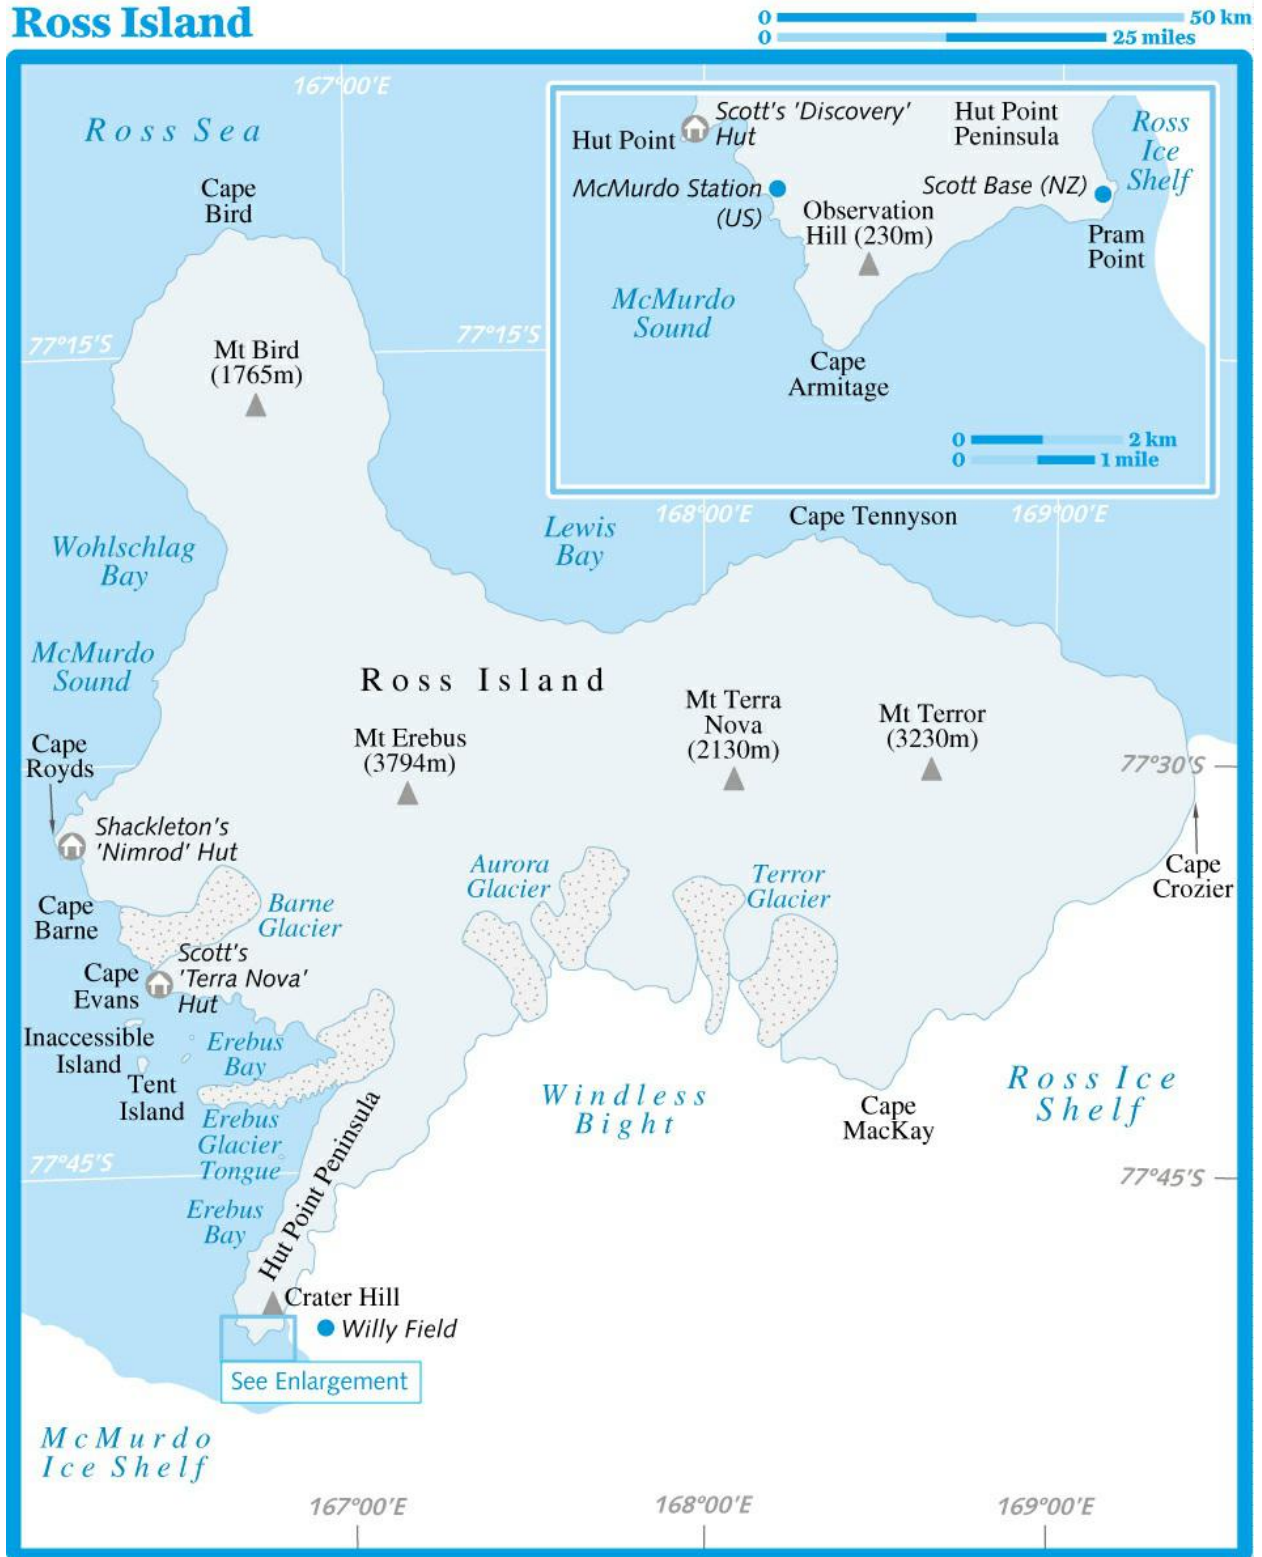 Ross Island
0 50 km
0 25 miles
167°00'E
Ross Sea
Cape
Bird
77°15'S
77°15'S
Mt Bird
(1765m)
Scott's 'Discovery'
Hut
Hut Point
Hut Point
Peninsula
Ross
Ice
Shelf
McMurdo Station
(US)
Scott Base (NZ)
Observation
Hill (230m)
Pram
Point
McMurdo
Sound
Cape
Armitage
0 2 km
0 1 mile
168°00'E
169°00'E
Cape Tennyson
Lewis
Bay
Wohlschlag
Bay
McMurdo
Sound
Ross Island
Mt Terra
Nova
(2130m)
Mt Terror
(3230m)
Mt Erebus
(3794m)
Cape
Royds
77°30'S
Shackleton's
'Nimrod' Hut
Aurora
Glacier
Terror
Glacier
Cape
Crozier
Cape
Barne
Barne
Glacier
Scott's
'Terra Nova'
Hut
Cape
Evans
Inaccessible
Island
Tent
Island
Erebus
Bay
Erebus
Glacier
Tongue
Windless
Bight
Ross Ice
Shelf
Cape
MacKay
77°45'S
77°45'S
Hut Point Peninsula
Erebus
Bay
Crater Hill
Willy Field
See Enlargement
McMurdo
Ice Shelf
167°00'E
168°00'E
169°00'E